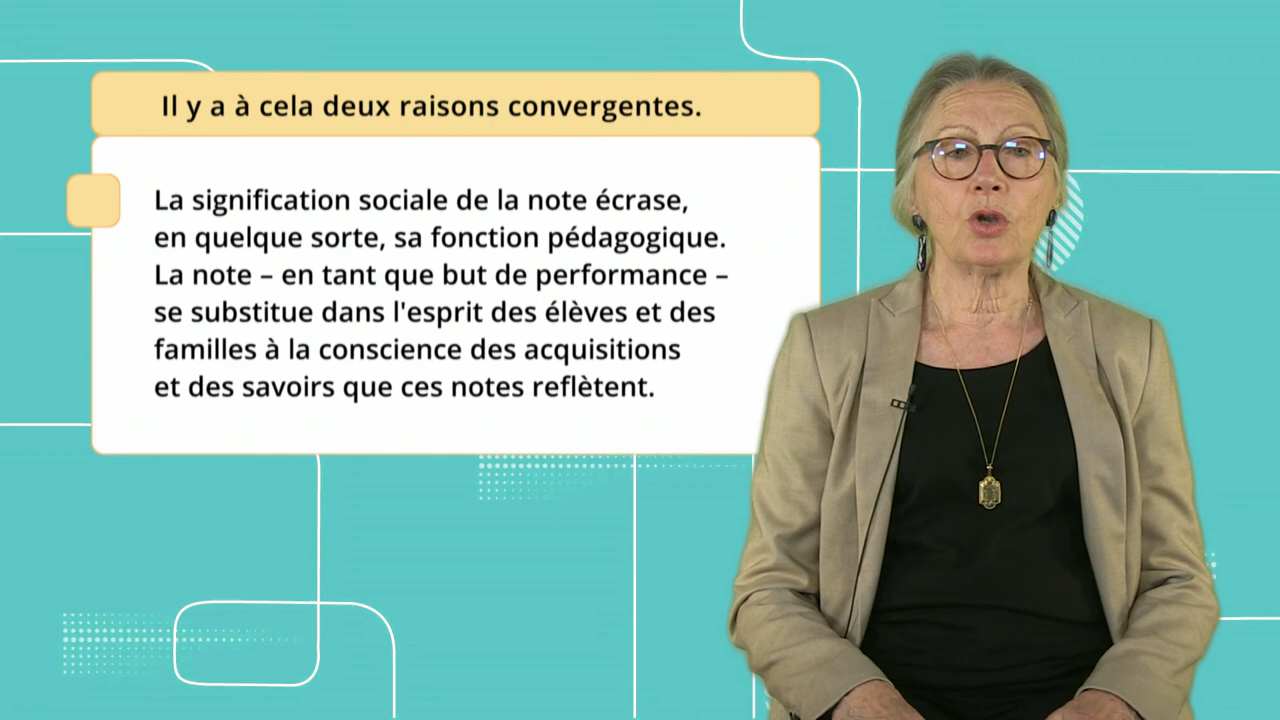 Il y a à cela deux raisons convergentes.
La signification sociale de la note écrase,
en quelque sorte, sa fonction pédagogique.
La note – en tant que but de performance –
se substitue dans l'esprit des élèves et des
familles à la conscience des acquisitions
et des savoirs que ces notes reflètent.